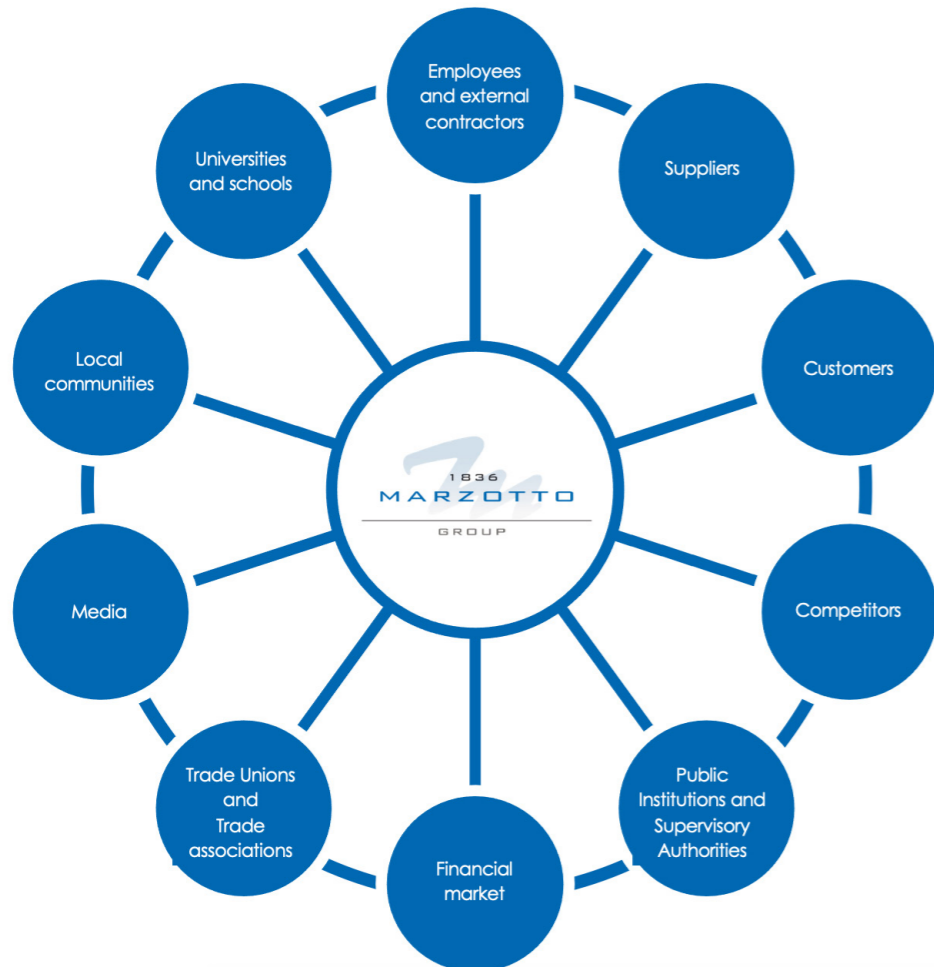 Employees
and external
contractors
Suppliers
Customers
Competitors
Public
Institutions and
Supervisory
Authorities
Financial
market
Trade Unions
and
Trade
associations
Media
Local
communities
Universities
and schools
1836
MARZOTTO
GROUP